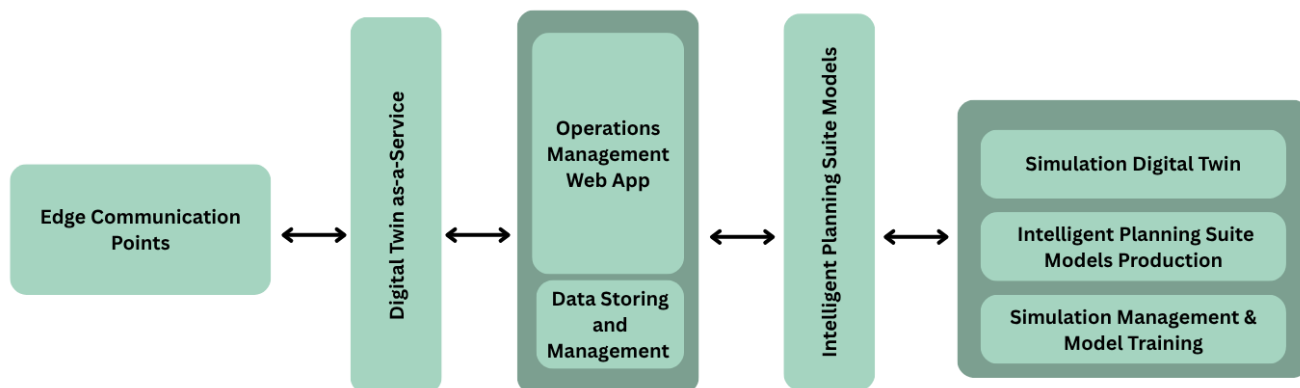 Edge Communication
Points
Digital Twin as-a-Service
Operations
Management
Web App
Data Storing
and
Management
Intelligent Planning Suite Models
Simulation Digital Twin
Intelligent Planning Suite
Models Production
Simulation Management &
Model Training